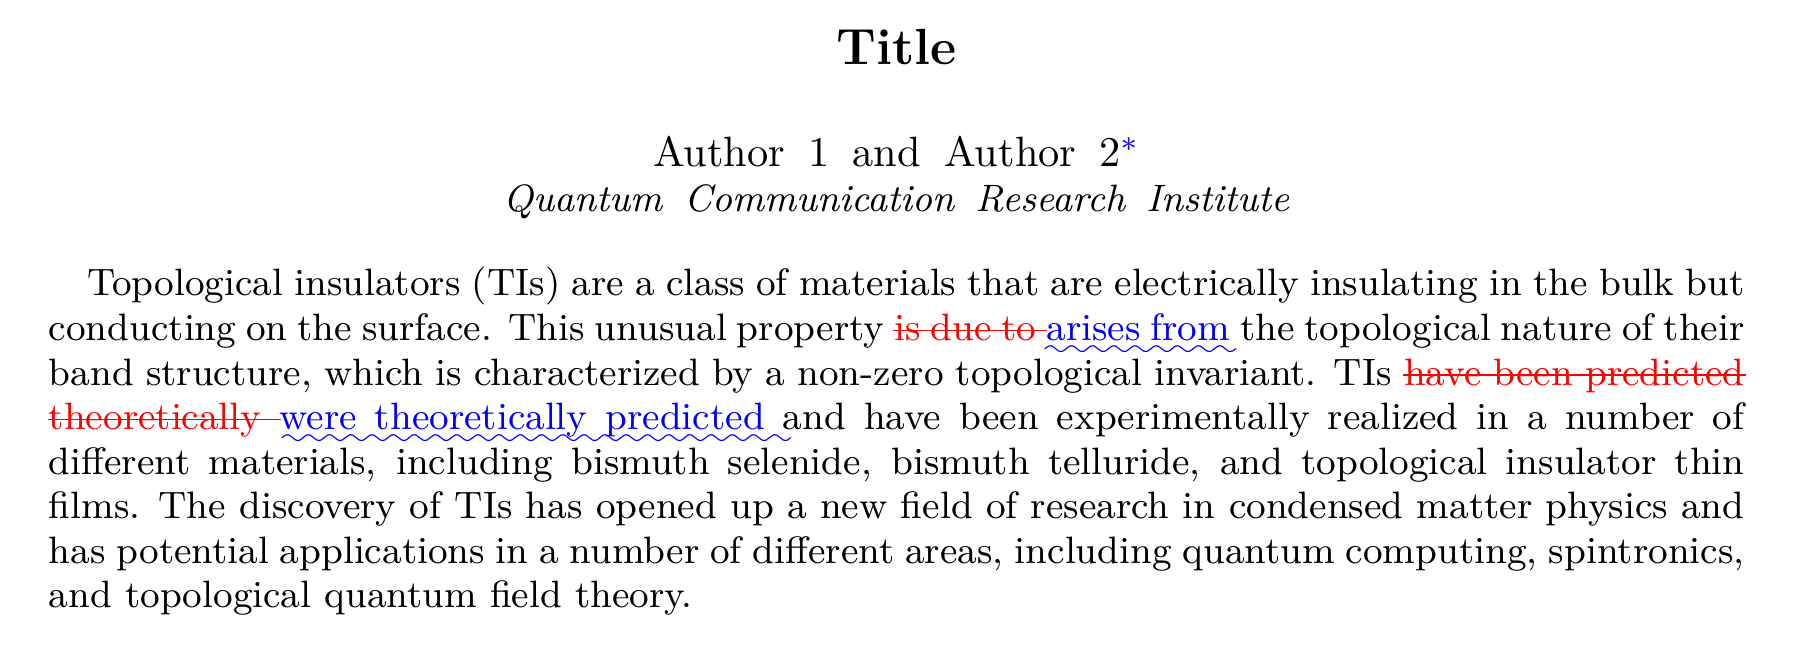 Title
Author 1 and Author 2*
Quantum Communication Research Institute
Topological insulators (TIs) are a class of materials that are electrically insulating in the bulk but
conducting on the surface. This unusual property is due to arises from the topological nature of their
band structure, which is characterized by a non-zero topological invariant. TIs have been predicted
theoretically were theoretically predicted and have been experimentally realized in a number of
different materials, including bismuth selenide, bismuth telluride, and topological insulator thin
films. The discovery of TIs has opened up a new field of research in condensed matter physics and
has potential applications in a number of different areas, including quantum computing, spintronics,
and topological quantum field theory.